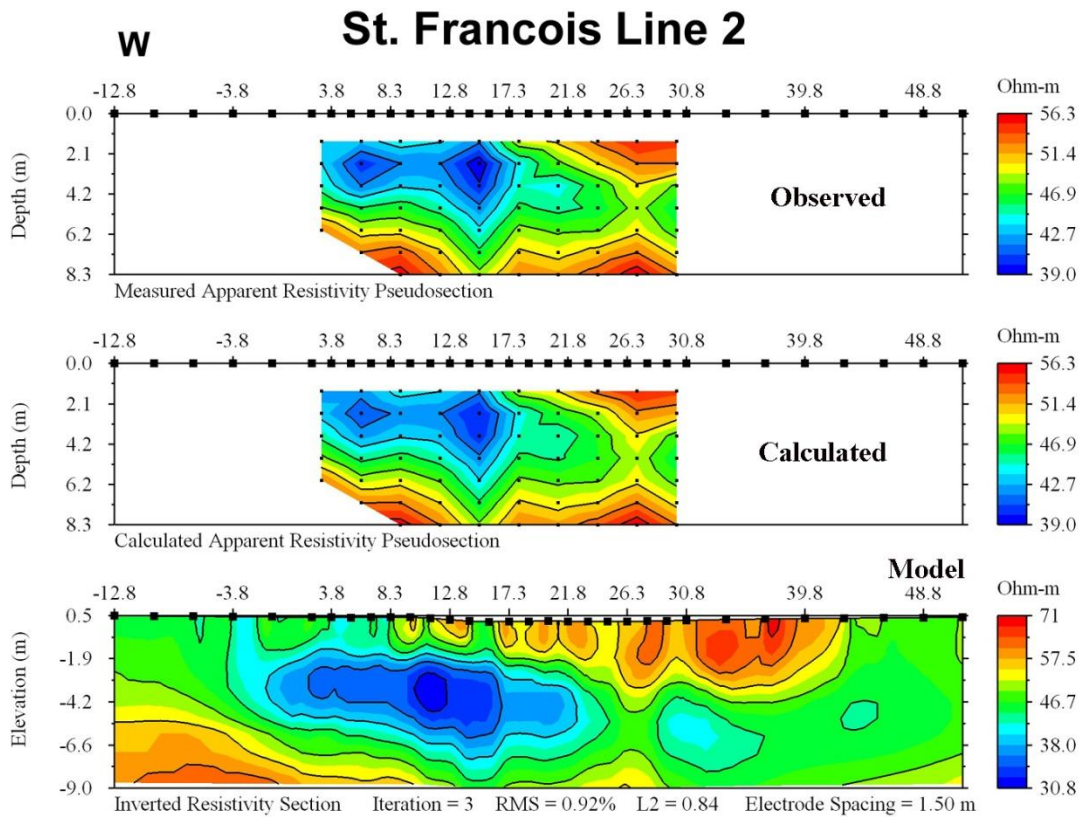 St. Francois Line 2
W
-12.8 -3.8 3.8 8.3 12.8 17.3 21.8 26.3 30.8 39.8 48.8
Ohm-m
0.0
2.1
4.2
6.2
8.3
Depth (m)
Observed
56.3
51.4
46.9
42.7
39.0
Measured Apparent Resistivity Pseudosection
-12.8 -3.8 3.8 8.3 12.8 17.3 21.8 26.3 30.8 39.8 48.8
Ohm-m
0.0
2.1
4.2
6.2
8.3
Depth (m)
Calculated
56.3
51.4
46.9
42.7
39.0
Calculated Apparent Resistivity Pseudosection
Model
-12.8 -3.8 3.8 8.3 12.8 17.3 21.8 26.3 30.8 39.8 48.8
Ohm-m
0.5
-1.9
-4.2
-6.6
-9.0
Elevation (m)
71
57.5
46.7
38.0
30.8
Inverted Resistivity Section Iteration = 3 RMS = 0.92% L2 = 0.84 Electrode Spacing = 1.50 m